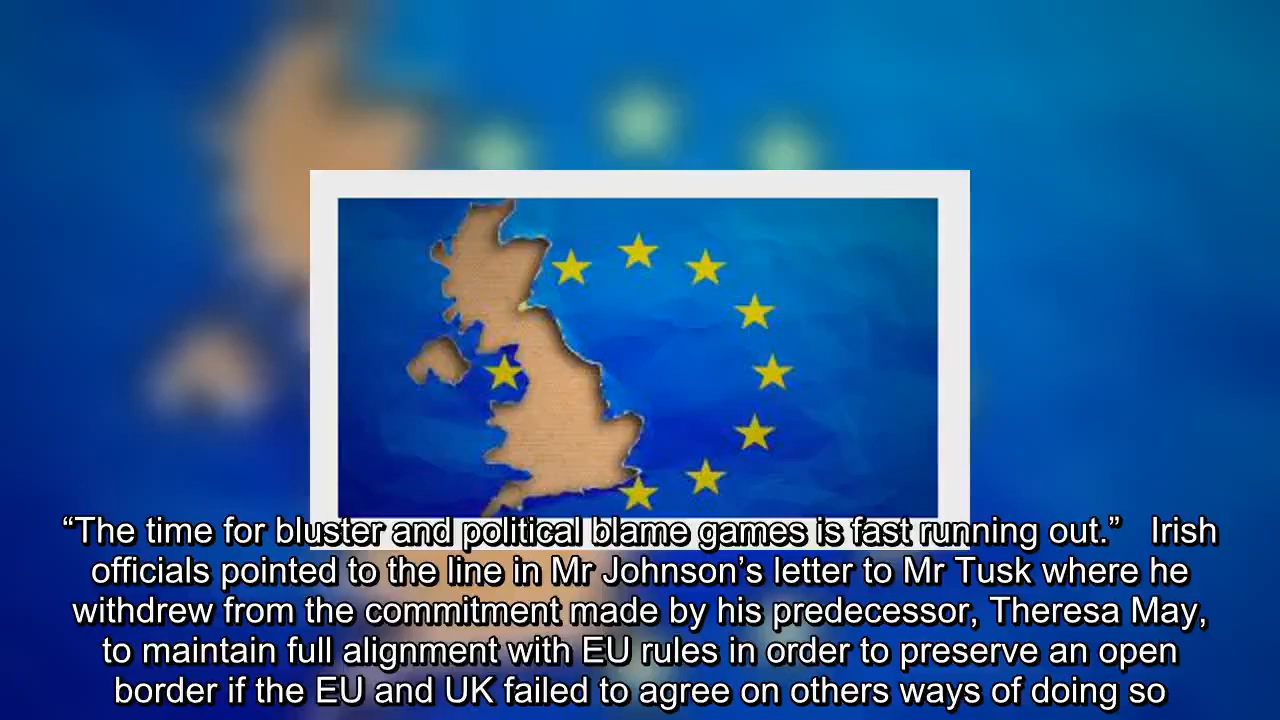 “The time for bluster and political blame games is fast running out.”   Irish
officials pointed to the line in Mr Johnson’s letter to Mr Tusk where he
withdrew from the commitment made by his predecessor, Theresa May,
to maintain full alignment with EU rules in order to preserve an open
border if the EU and UK failed to agree on others ways of doing so